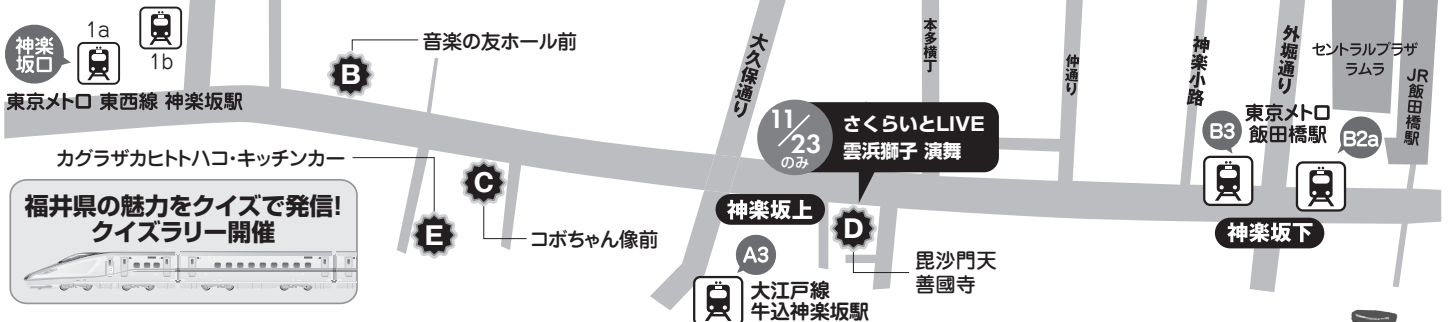 神楽
坂口
1a
1b
東京メトロ 東西線 神楽坂駅
B
音楽の友ホール前
大久保通り
本多横丁
仲通り
神楽小路
外堀通り
セントラルプラザ
ラムラ
JR飯田橋駅
11/23
のみ
さくらいとLIVE
雲浜獅子 演舞
B3
東京メトロ
飯田橋駅
B2a
カグラザカヒトトハコ・キッチンカー
C
E
コボちゃん像前
神楽坂上
D
神楽坂下
毘沙門天
善國寺
A3
大江戸線
牛込神楽坂駅
福井県の魅力をクイズで発信!
クイズラリー開催